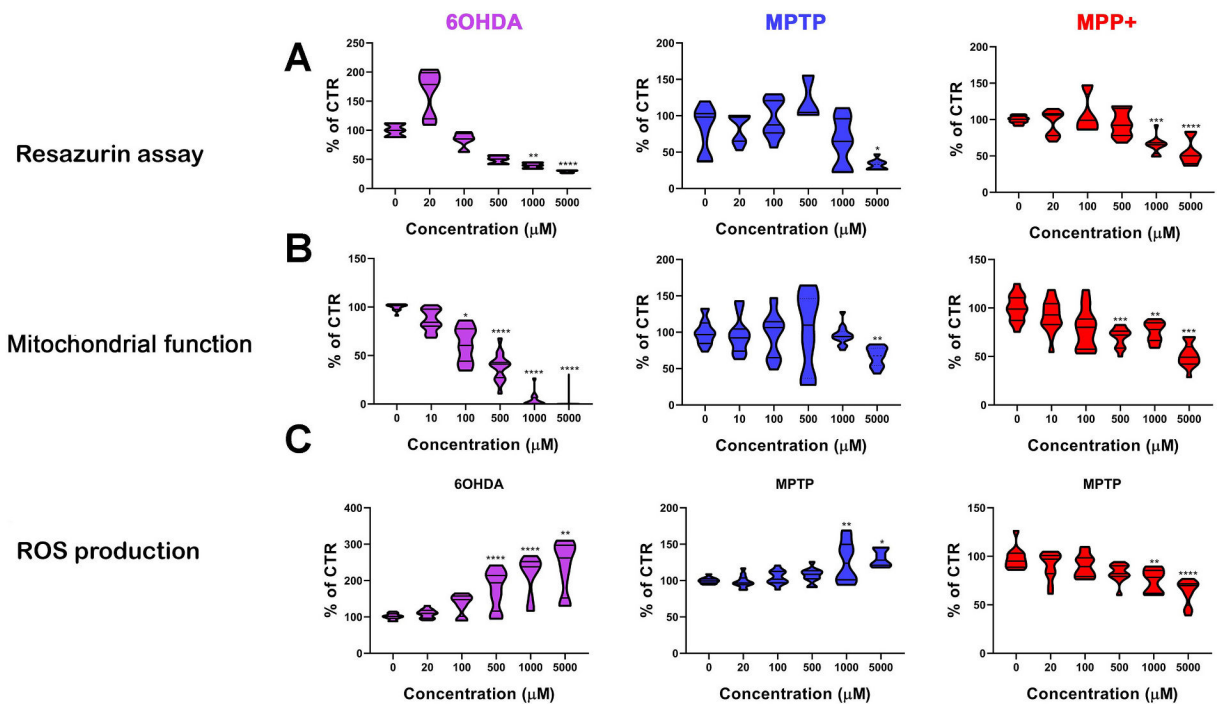 6OHDA MPTP MPP+
A
Resazurin assay
% of CTR
250
200
150
100
50
0
** ****
0 20 100 500 1000 5000
Concentration (μM)
% of CTR
200
150
100
50
0
*
0 20 100 500 1000 5000
Concentration (μM)
% of CTR
200
150
100
50
0
*** ****
0 20 100 500 1000 5000
Concentration (μM)
B
Mitochondrial function
% of CTR
150
100
50
0
* **** **** ****
0 10 100 500 1000 5000
Concentration (μM)
% of CTR
200
150
100
50
0
**
0 10 100 500 1000 5000
Concentration (μM)
% of CTR
150
100
50
0
*** ** ***
0 10 100 500 1000 5000
Concentration (μM)
C
ROS production
6OHDA
% of CTR
400
300
200
100
0
**** **** **
0 20 100 500 1000 5000
Concentration (μM)
MPTP
% of CTR
200
150
100
50
0
** *
0 20 100 500 1000 5000
Concentration (μM)
MPTP
% of CTR
150
100
50
0
** ****
0 20 100 500 1000 5000
Concentration (μM)